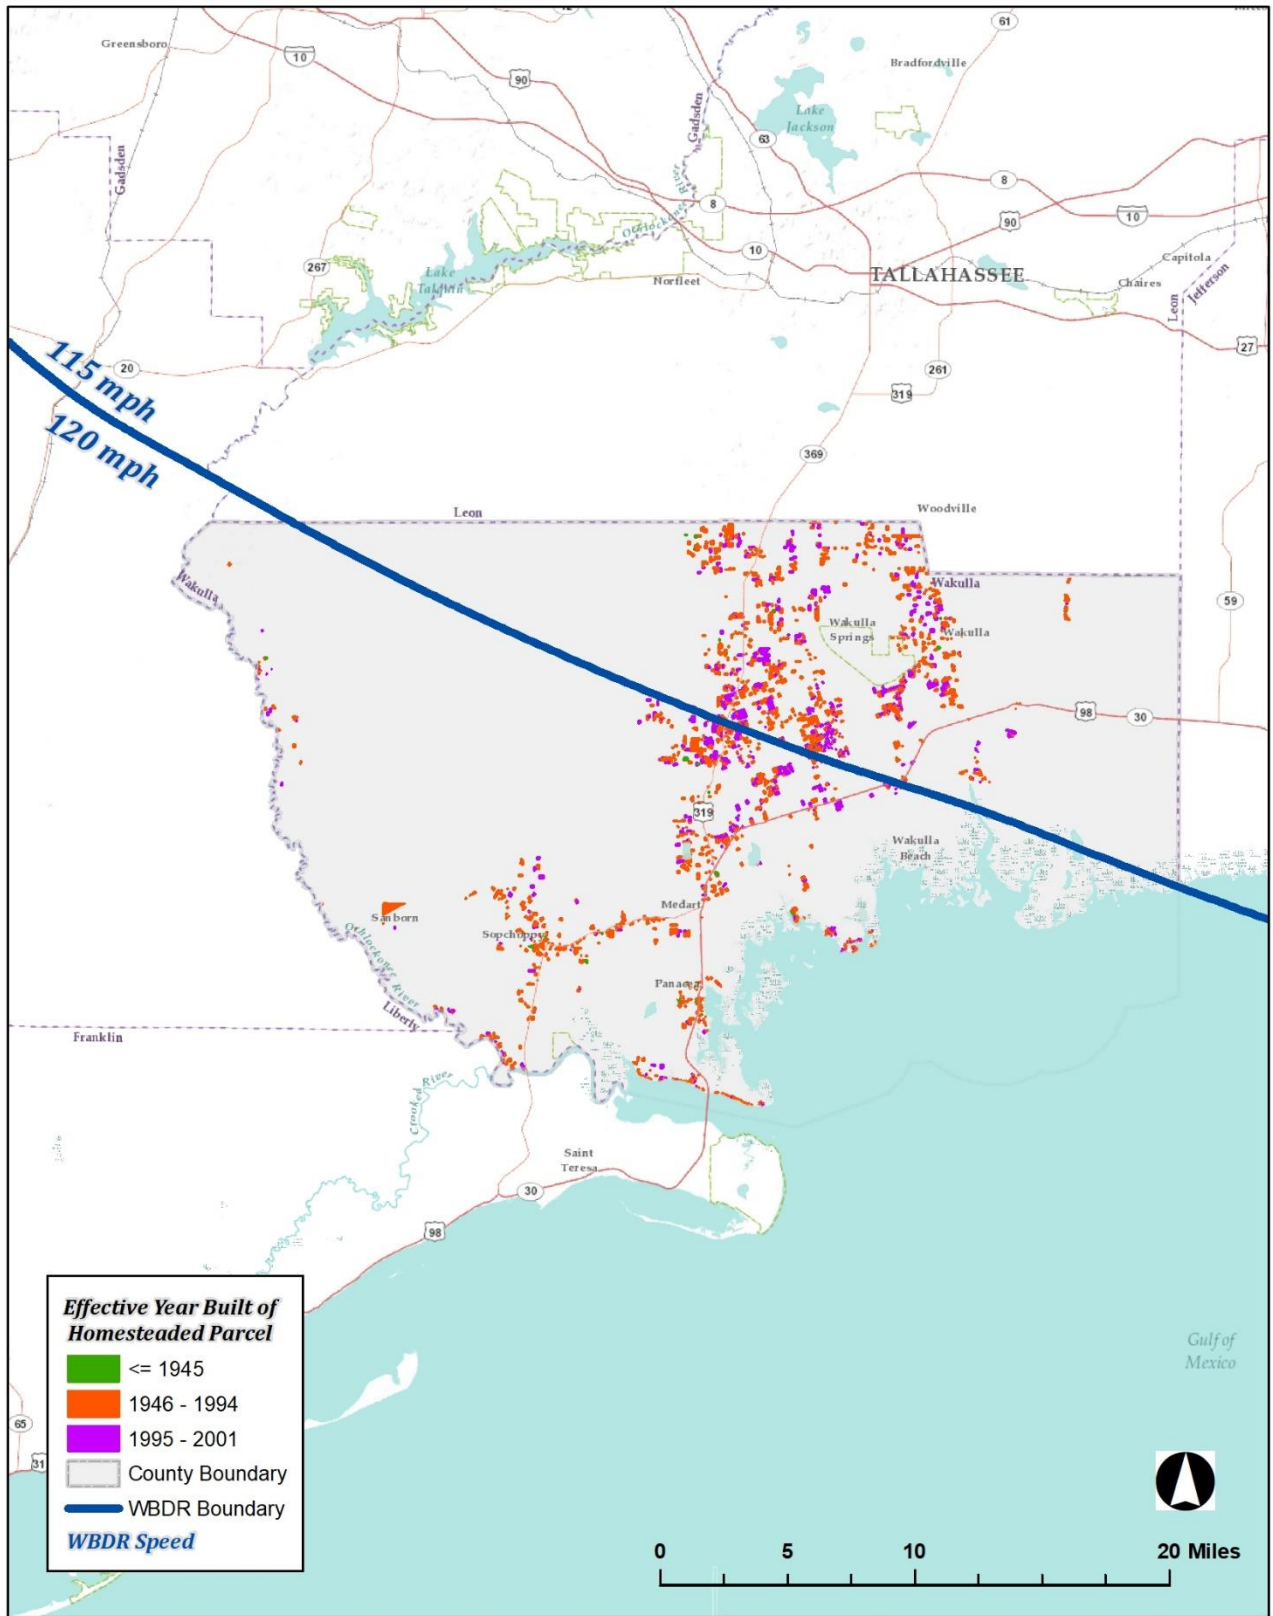 61
Greensboro
10
90
Bradfordville
Lake
Jackson
Gadsden
63
Gadsden
8
River
8
90
10
Ochlockonee
10
267
Lake
Talquin
Norfleet
TALLAHASSEE
Capitola
Chaires
Jefferson
Leon
27
115 mph
20
261
319
120 mph
369
Leon
Woodville
Wakulla
Wakulla
59
Wakulla
Springs
Wakulla
98
30
319
Wakulla
Beach
Medart
Sanborn
Sopchoppy
Ochlockonee
River
Panacea
Liberty
Franklin
Crooked River
Saint
Teresa
30
98
Effective Year Built of
Homesteaded Parcel
<= 1945
1946 - 1994
1995 - 2001
County Boundary
WBDR Boundary
WBDR Speed
Gulf of
Mexico
65
31
0 5 10 20 Miles